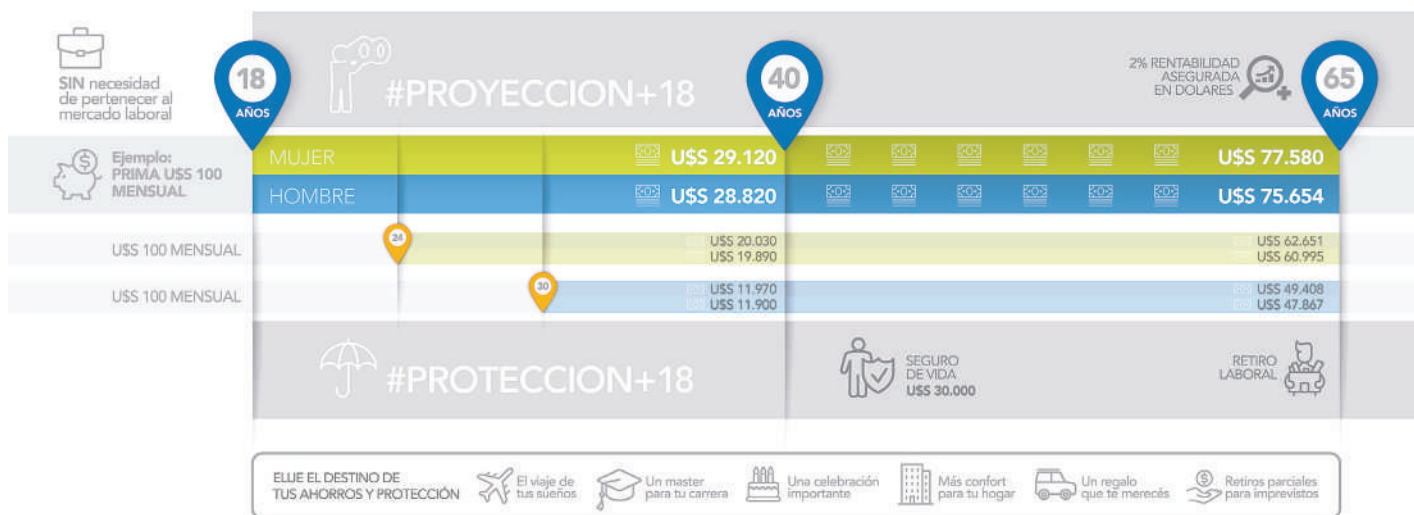 SIN necesidad
de pertenecer al
mercado laboral
18
AÑOS
#PROYECCION+18
40
AÑOS
2% RENTABILIDAD
ASEGURADA
EN DOLARES
65
AÑOS
Ejemplo:
PRIMA U$S 100
MENSUAL
MUJER
U$S 29.120
U$S 77.580
HOMBRE
U$S 28.820
U$S 75.654
U$S 100 MENSUAL
24
U$S 20.030
U$S 19.890
U$S 62.651
U$S 60.995
U$S 100 MENSUAL
30
U$S 11.970
U$S 11.900
U$S 49.408
U$S 47.867
#PROTECCION+18
SEGURO
DE VIDA
U$S 30.000
RETIRO
LABORAL
ELIJE EL DESTINO DE
TUS AHORROS Y PROTECCIÓN
El viaje de
tus sueños
Un master
para tu carrera
Una celebración
importante
Más confort
para tu hogar
Un regalo
que te merecés
Retiros parciales
para imprevistos